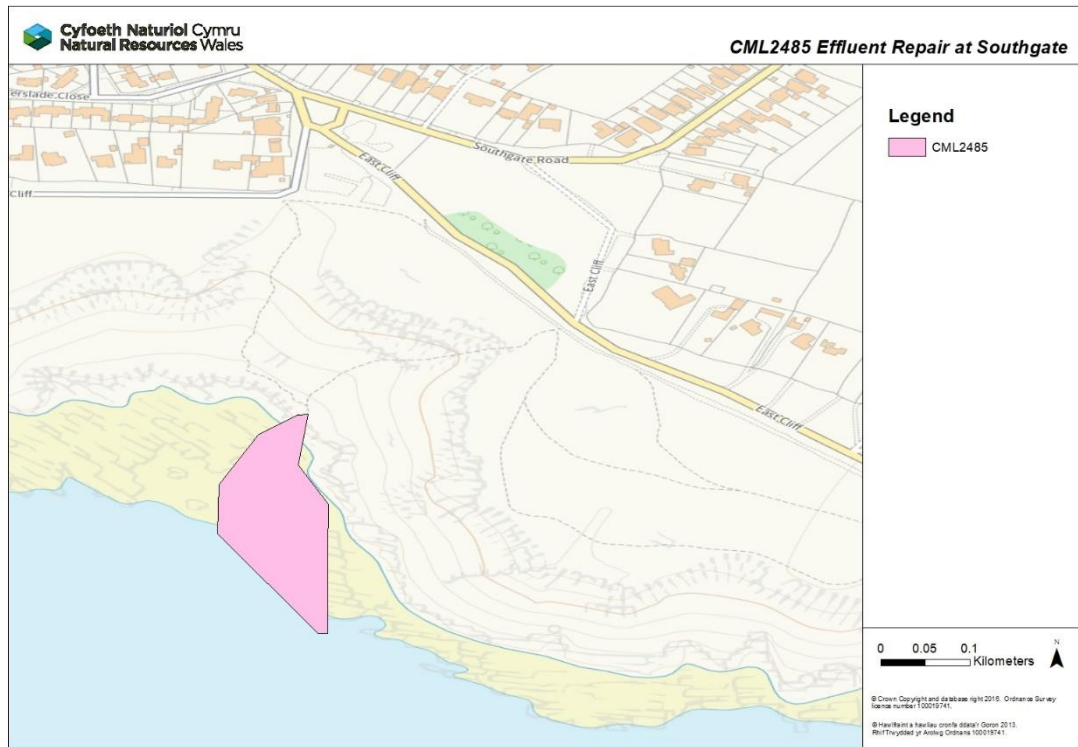 Cyfoeth Naturiol Cymru
Natural Resources Wales
CML2485 Effluent Repair at Southgate
erslade Close
Southgate Road
East Cliff
Cliff
East Cliff
East Cliff
Legend
CML2485
0 0.05 0.1
Kilometers
N
© Crown Copyright and database right 2016. Ordnance Survey
licence number 100019741.
© Hawlfraint a hawliau cronfa ddata'r Goron 2013.
Rhif Trwydded yr Arolwg Ordnans 100019741.